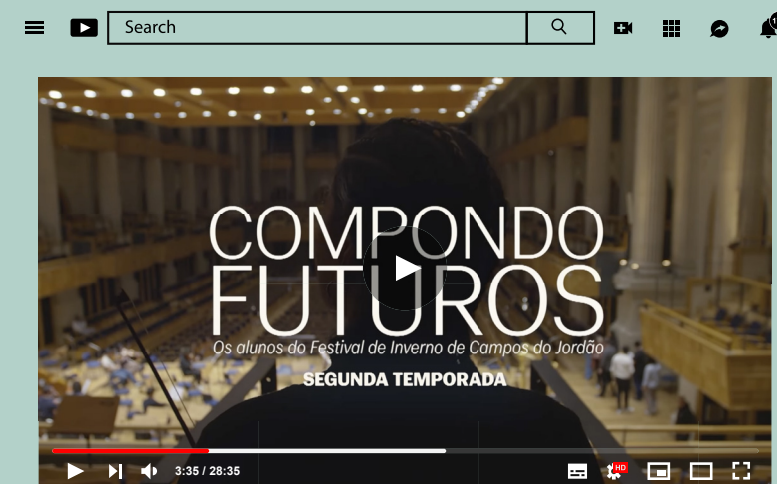 Search
1
COMPONDO
FUTUROS
Os alunos do Festival de Inverno de Campos do Jordão
SEGUNDA TEMPORADA
3:35 / 28:35
HD